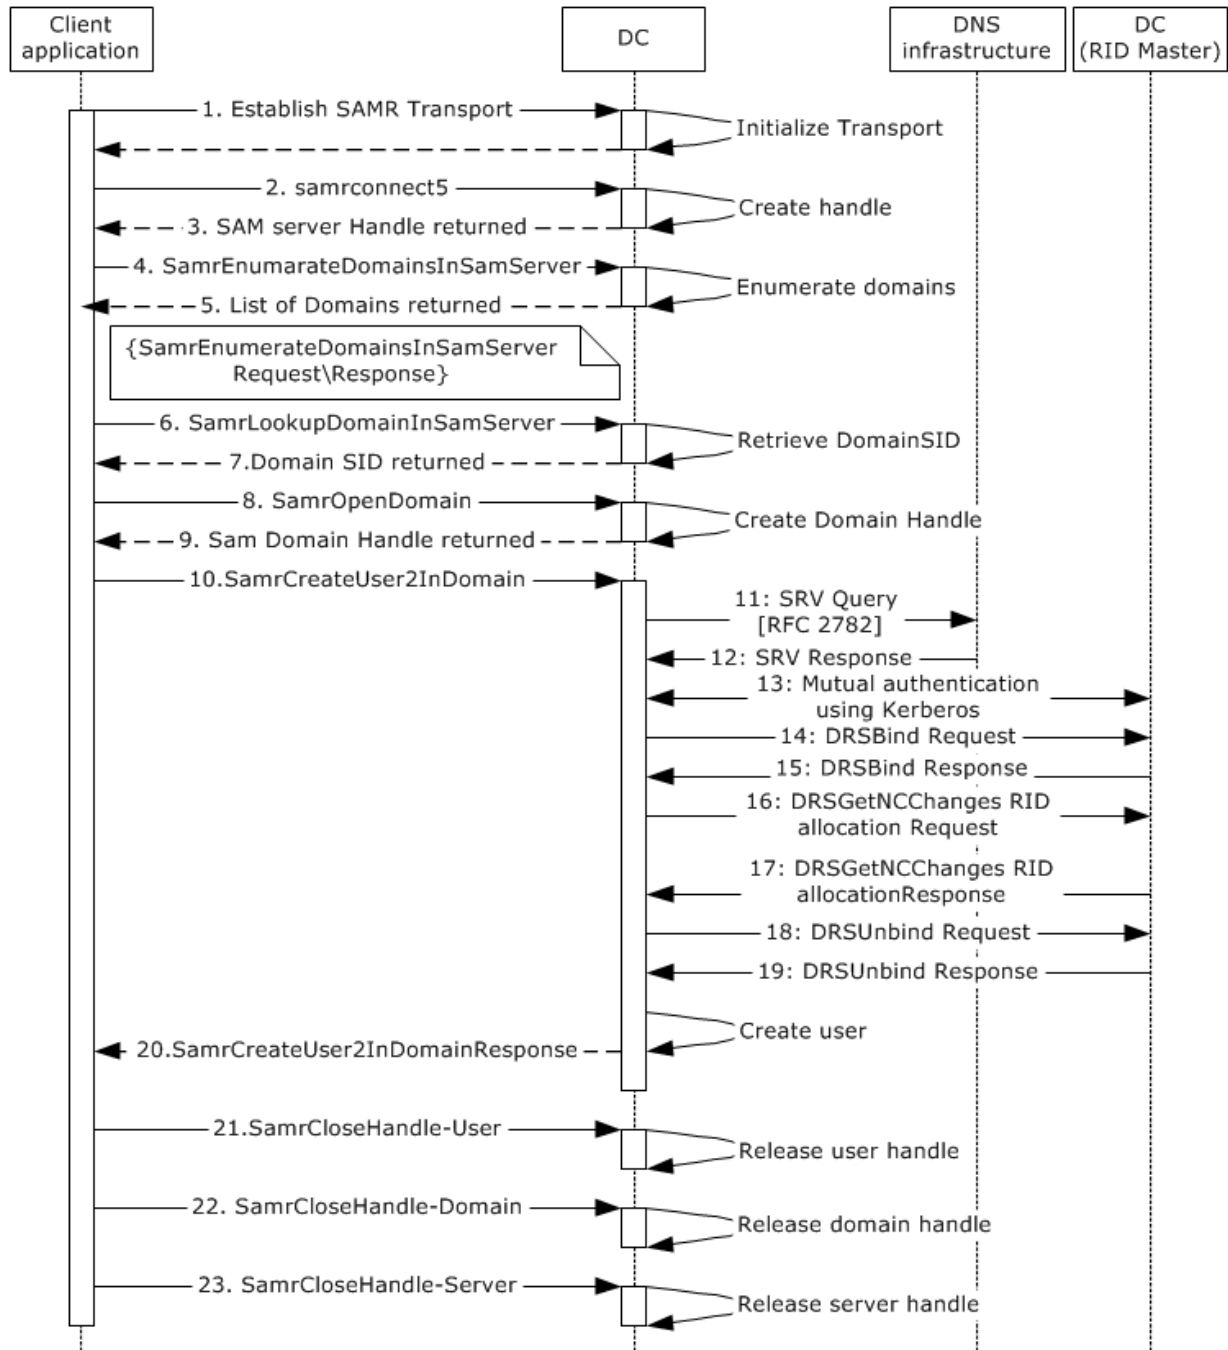 Client
application
DC
DNS
infrastructure
DC
(RID Master)
1. Establish SAMR Transport
Initialize Transport
2. samrconnect5
Create handle
3. SAM server Handle returned
4. SamrEnumarateDomainsInSamServer
Enumerate domains
5. List of Domains returned
{SamrEnumerateDomainsInSamServer
Request\Response}
6. SamrLookupDomainInSamServer
Retrieve DomainSID
7.Domain SID returned
8. SamrOpenDomain
Create Domain Handle
9. Sam Domain Handle returned
10.SamrCreateUser2InDomain
11: SRV Query
[RFC 2782]
12: SRV Response
13: Mutual authentication
using Kerberos
14: DRSBind Request
15: DRSBind Response
16: DRSGetNCChanges RID
allocation Request
17: DRSGetNCChanges RID
allocationResponse
18: DRSUnbind Request
19: DRSUnbind Response
Create user
20.SamrCreateUser2InDomainResponse
21.SamrCloseHandle-User
Release user handle
22. SamrCloseHandle-Domain
Release domain handle
23. SamrCloseHandle-Server
Release server handle